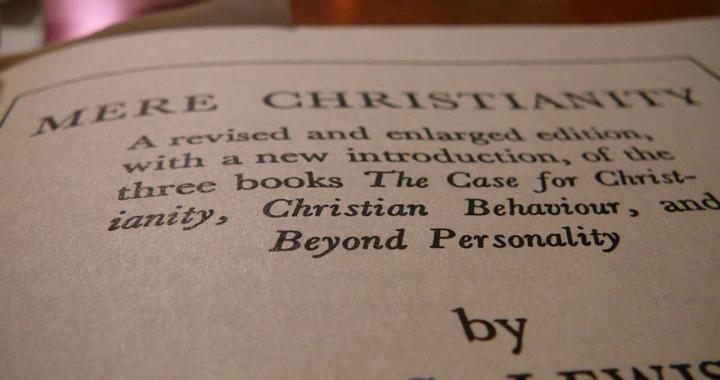 MERE CHRISTIANITY
A revised and enlarged edition,
with a new introduction, of the
three books The Case for Christ-
ianity, Christian Behaviour, and
Beyond Personality
by
LEWIS